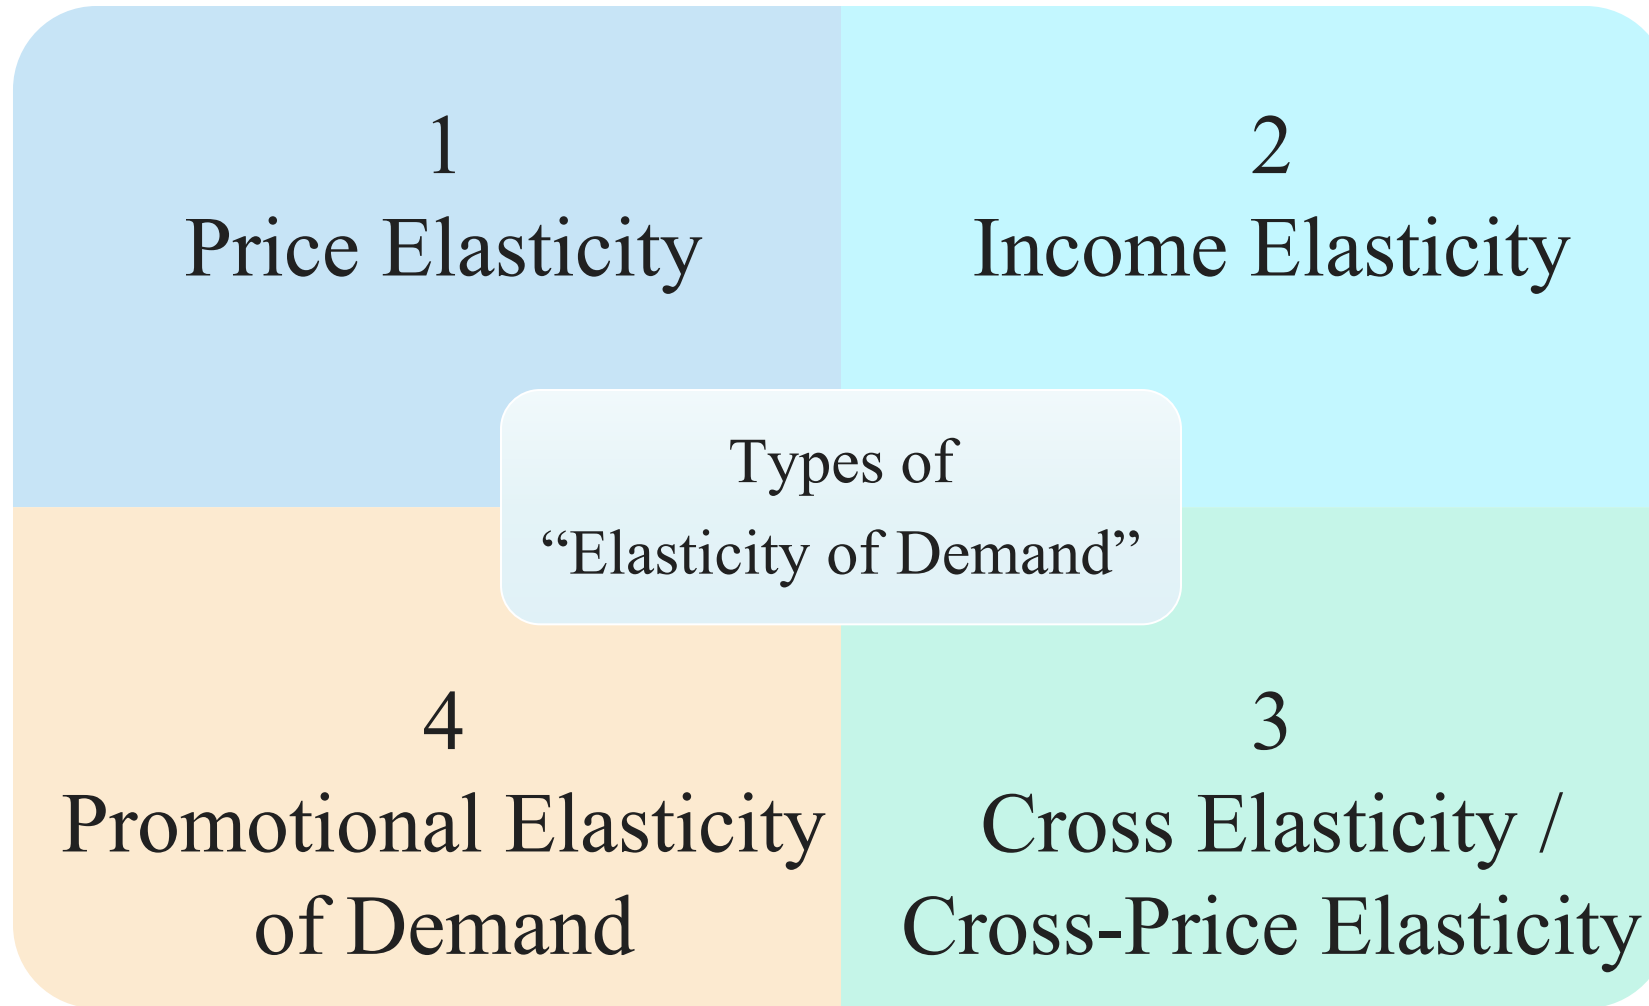 1
Price Elasticity
2
Income Elasticity
Types of
“Elasticity of Demand”
4
Promotional Elasticity
of Demand
3
Cross Elasticity /
Cross-Price Elasticity